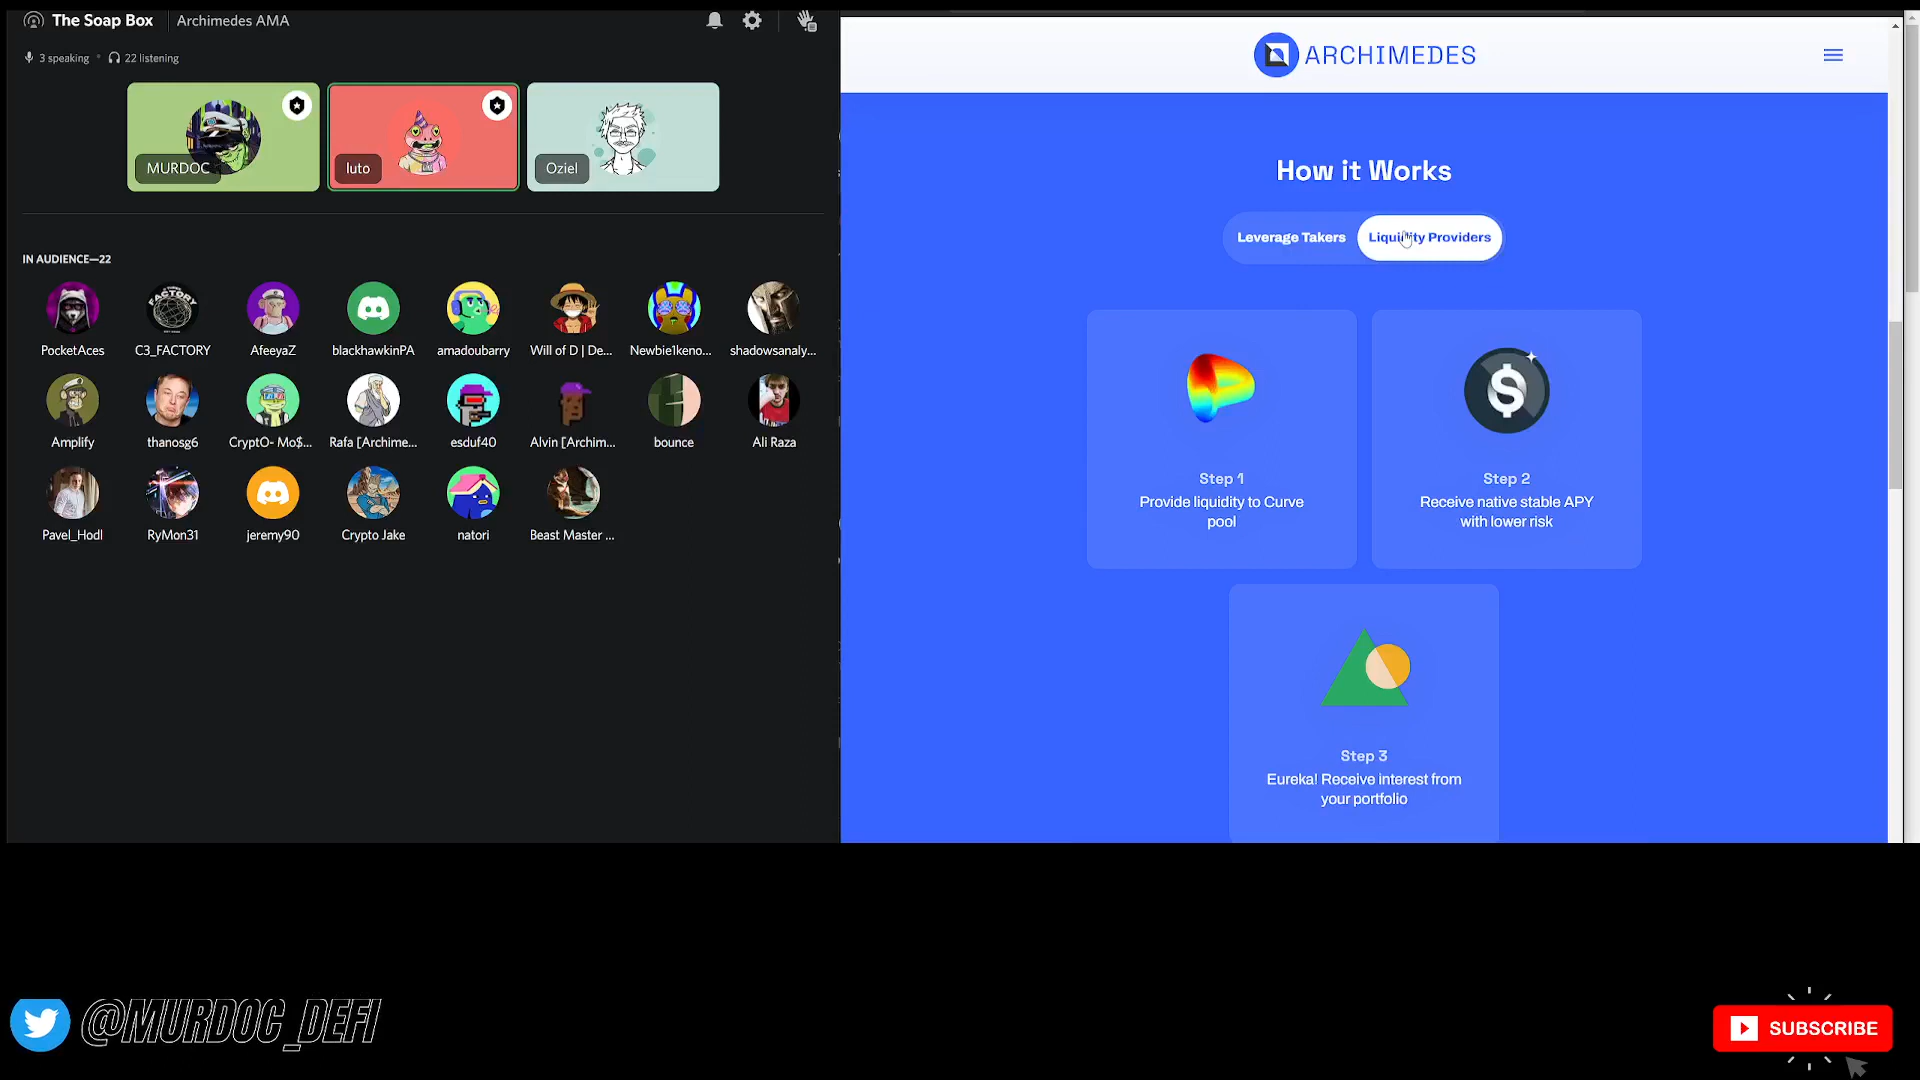 The Soap Box
Archimedes AMA
3 speaking
22 listening
MURDOC
luto
Oziel
IN AUDIENCE—22
PocketAces
C3_FACTORY
AfeeyaZ
blackhawkinPA
amadoubarry
Will of D | De...
Newbie1keno...
shadowsanaly...
Amplify
thanosg6
CryptO- Mo$...
Rafa [Archime...
esduf40
Alvin [Archim...
bounce
Ali Raza
Pavel_Hodl
RyMon31
jeremy90
Crypto Jake
natori
Beast Master ...
ARCHIMEDES
How it Works
Leverage Takers
Liquidity Providers
Step 1
Provide liquidity to Curve
pool
Step 2
Receive native stable APY
with lower risk
Step 3
Eureka! Receive interest from
your portfolio
@MURDOC_DEFI
SUBSCRIBE